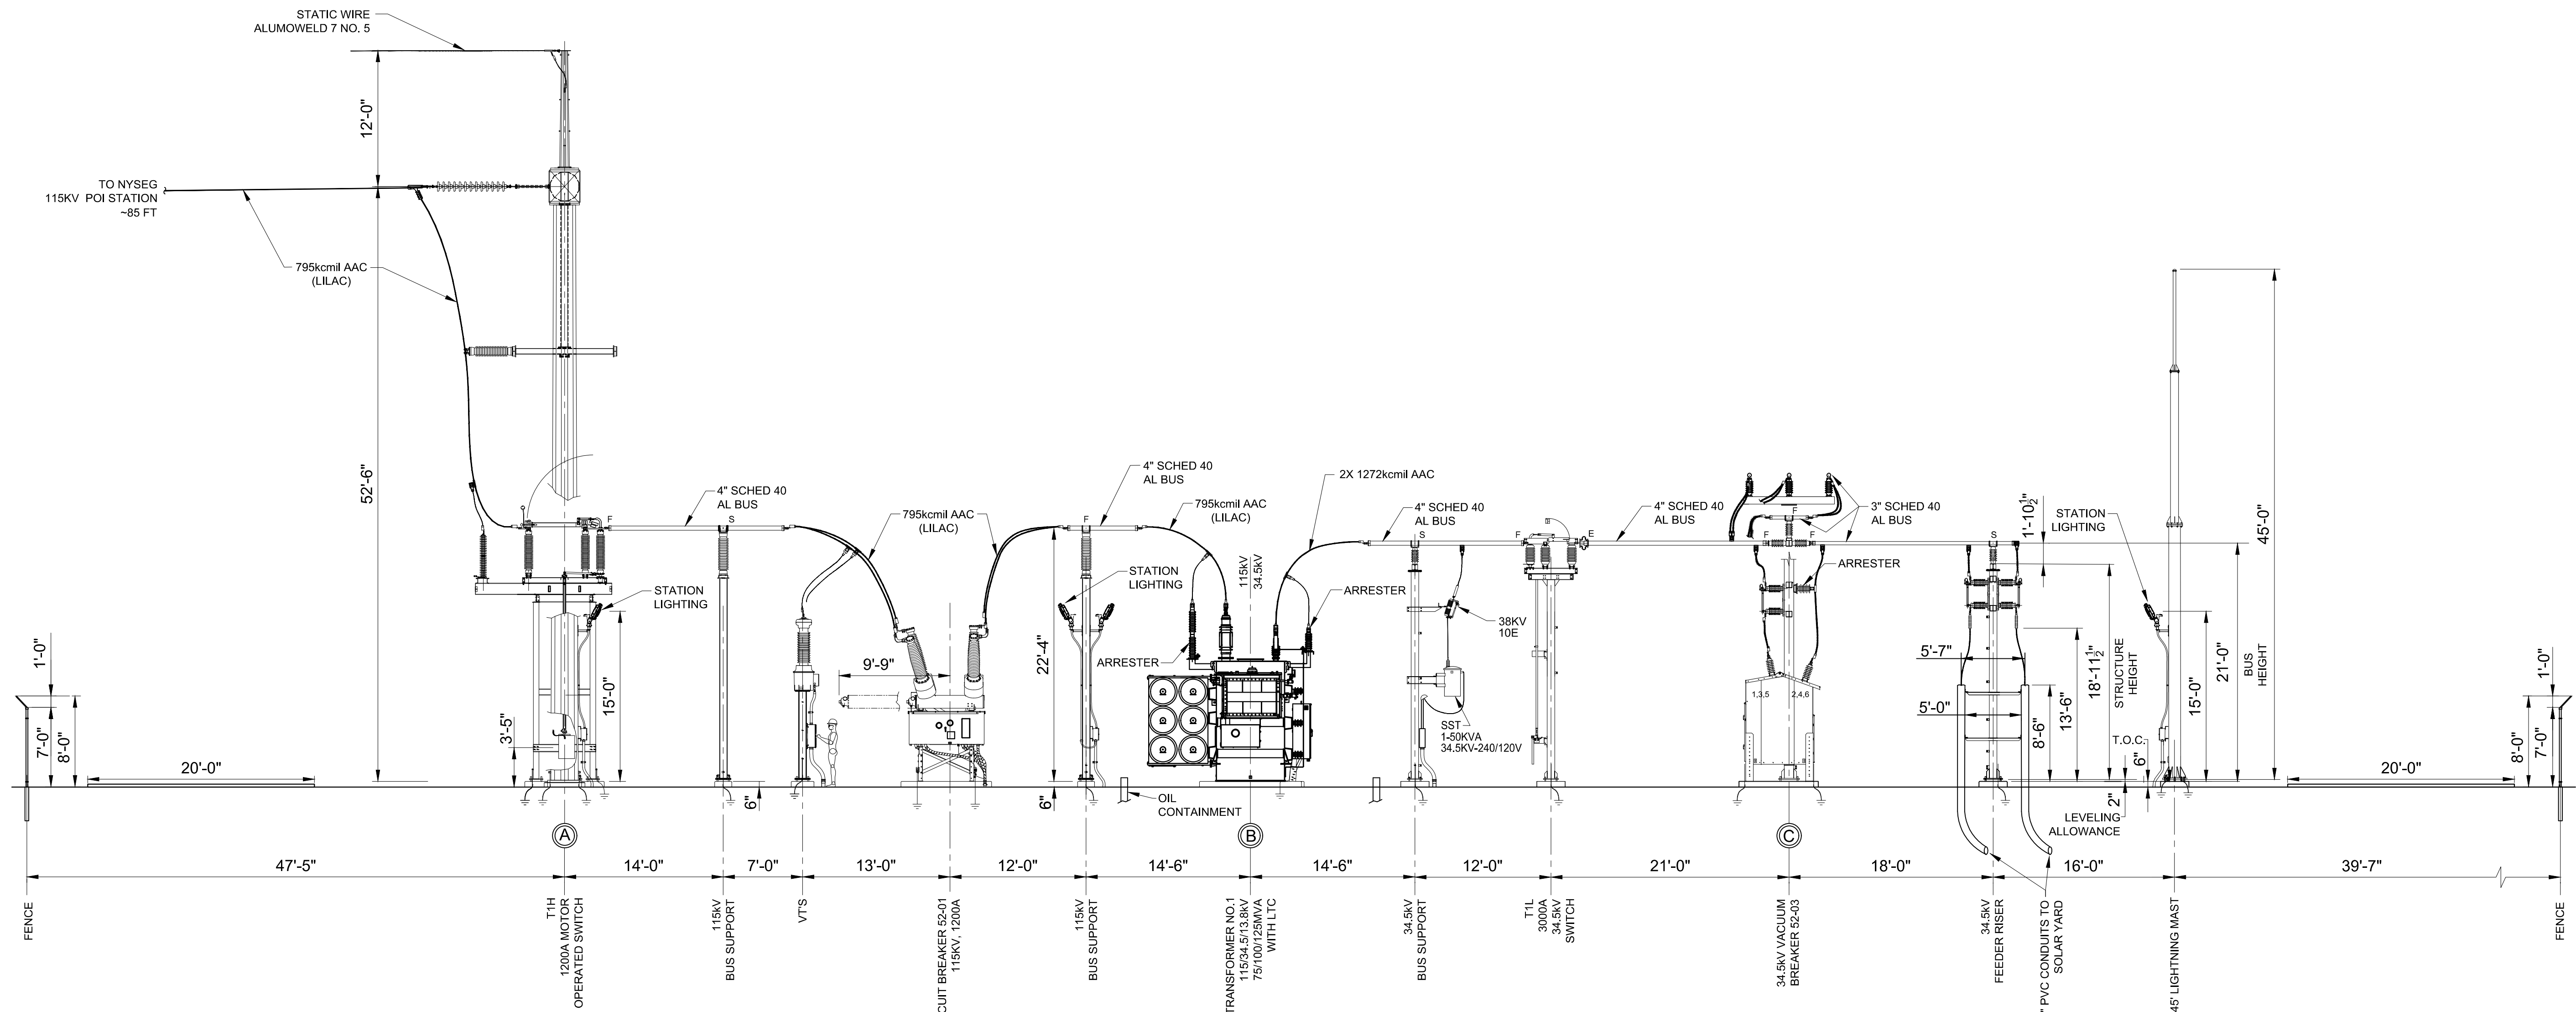 STATIC WIRE
ALUMOWELD 7 NO. 5
12'-0"
TO NYSEG
115KV POI STATION
~85 FT
795kcmil AAC
(LILAC)
52'-6"
45'-0"
4" SCHED 40
AL BUS
F
S
795kcmil AAC
(LILAC)
F
4" SCHED 40
AL BUS
795kcmil AAC
(LILAC)
2X 1272kcmil AAC
4" SCHED 40
AL BUS
S
F
E
4" SCHED 40
AL BUS
F
F
F
3" SCHED 40
AL BUS
S
1'-10 1/2"
STATION
LIGHTING
STATION
LIGHTING
STATION
LIGHTING
115kV
34.5kV
ARRESTER
ARRESTER
ARRESTER
38KV
10E
SST
1-50KVA
34.5KV-240/120V
1,3,5
2,4,6
5'-7"
5'-0"
8'-6"
13'-6"
18'-11 1/2"
STRUCTURE
HEIGHT
T.O.C.
6"
2"
LEVELING
ALLOWANCE
15'-0"
21'-0"
BUS
HEIGHT
1'-0"
7'-0"
8'-0"
20'-0"
3'-5"
15'-0"
6"
9'-9"
22'-4"
6"
OIL
CONTAINMENT
20'-0"
1'-0"
8'-0"
7'-0"
A
B
C
47'-5"
14'-0"
7'-0"
13'-0"
12'-0"
14'-6"
14'-6"
12'-0"
21'-0"
18'-0"
16'-0"
39'-7"
FENCE
T1H
1200A MOTOR
OPERATED SWITCH
115kV
BUS SUPPORT
VT'S
CUIT BREAKER 52-01
115KV, 1200A
115kV
BUS SUPPORT
TRANSFORMER NO.1
115/34.5/13.8kV
75/100/125MVA
WITH LTC
34.5kV
BUS SUPPORT
T1L
3000A
34.5kV
SWITCH
34.5kV VACUUM
BREAKER 52-03
34.5kV
FEEDER RISER
" PVC CONDUITS TO
SOLAR YARD
45' LIGHTNING MAST
FENCE